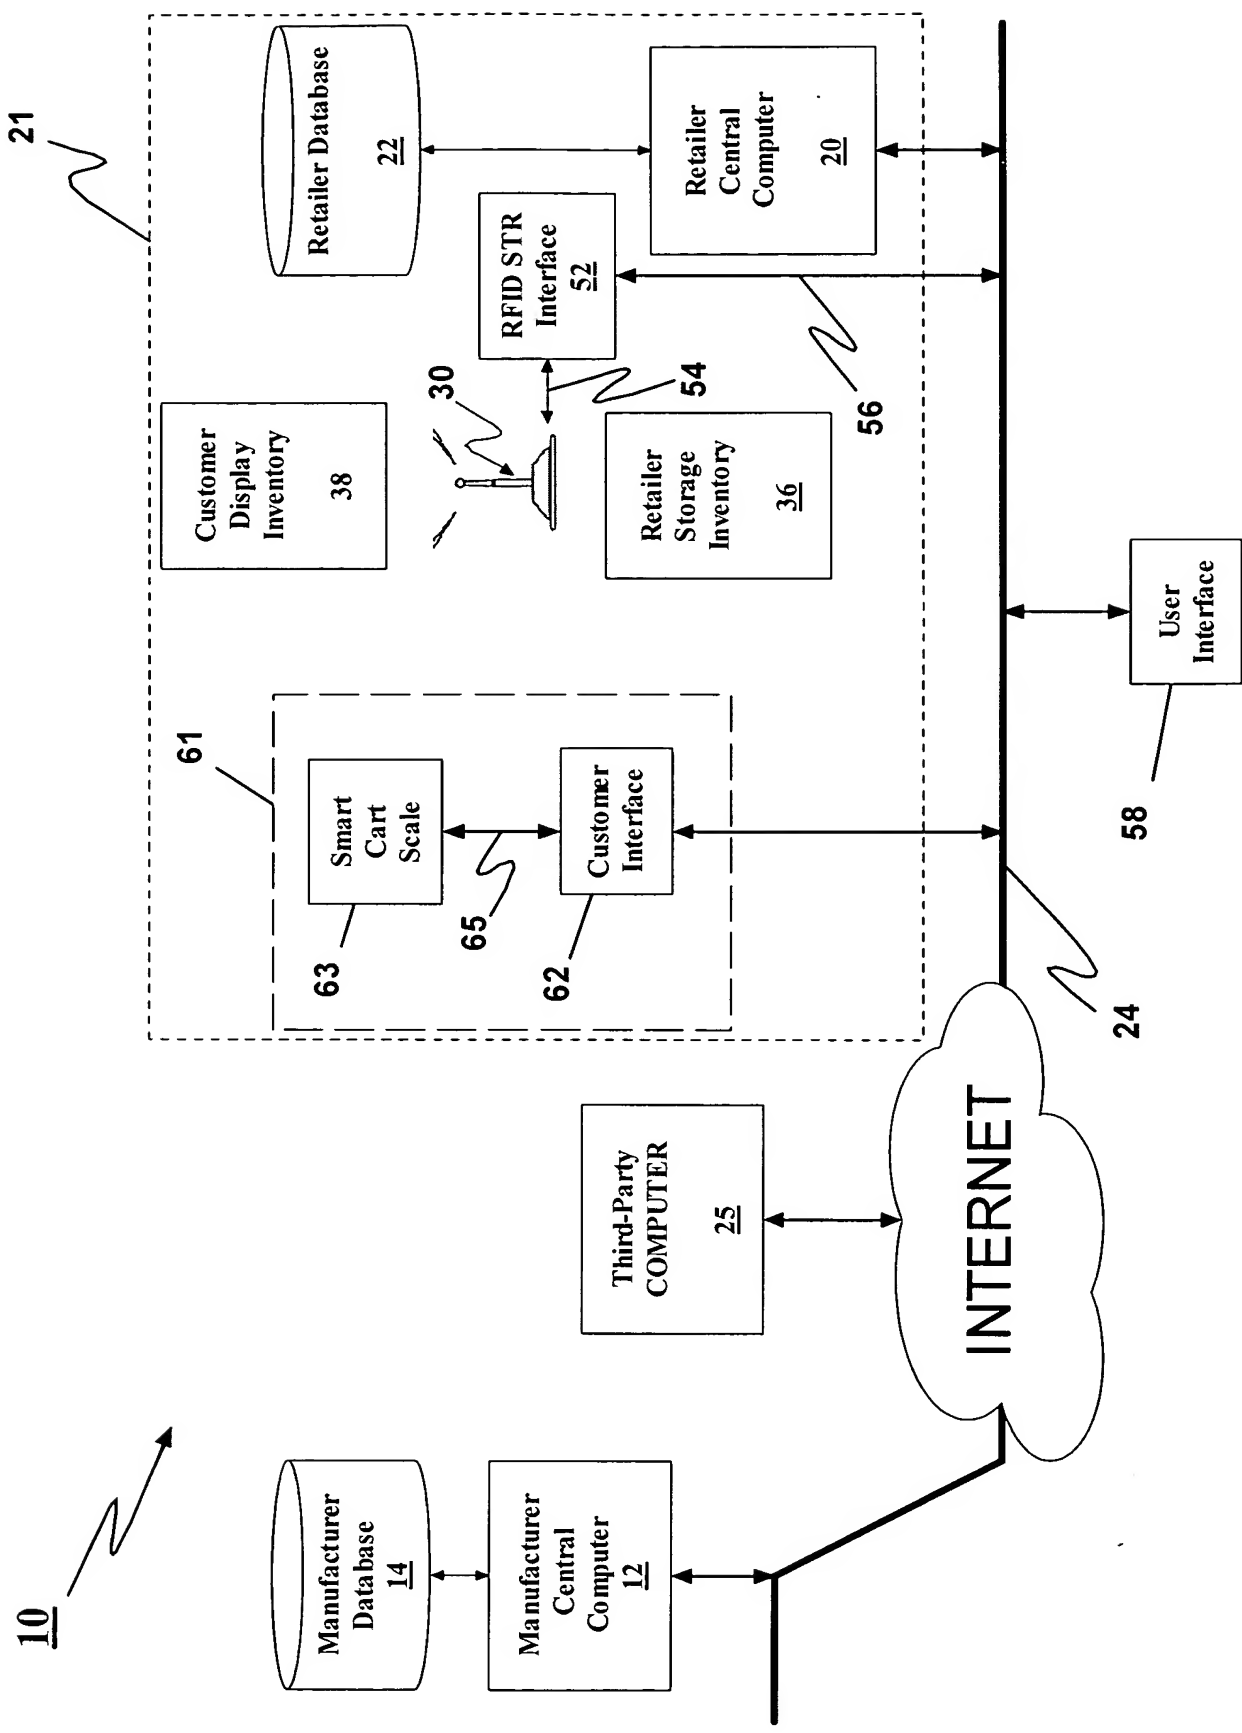 10
21
Manufacturer
Database
14
Manufacturer
Central
Computer
12
Third-Party
COMPUTER
25
INTERNET
24
61
63
Smart
Cart
Scale
65
62
Customer
Interface
Customer
Display
Inventory
38
30
54
Retailer
Storage
Inventory
36
RFID STR
Interface
52
56
Retailer Database
22
Retailer
Central
Computer
20
58
User
Interface